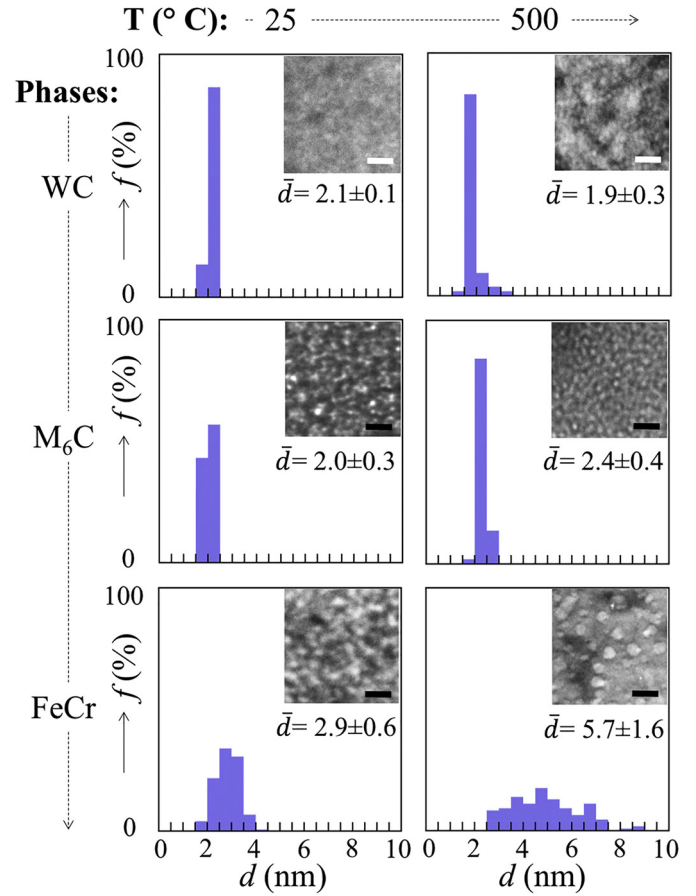 T (° C): 25 500
Phases:
100
f (%)
0
WC
d̄= 2.1±0.1
d̄= 1.9±0.3
100
f (%)
0
M₆C
d̄= 2.0±0.3
d̄= 2.4±0.4
100
f (%)
0
FeCr
d̄= 2.9±0.6
d̄= 5.7±1.6
0 2 4 6 8 10
0 2 4 6 8 10
d (nm)
d (nm)